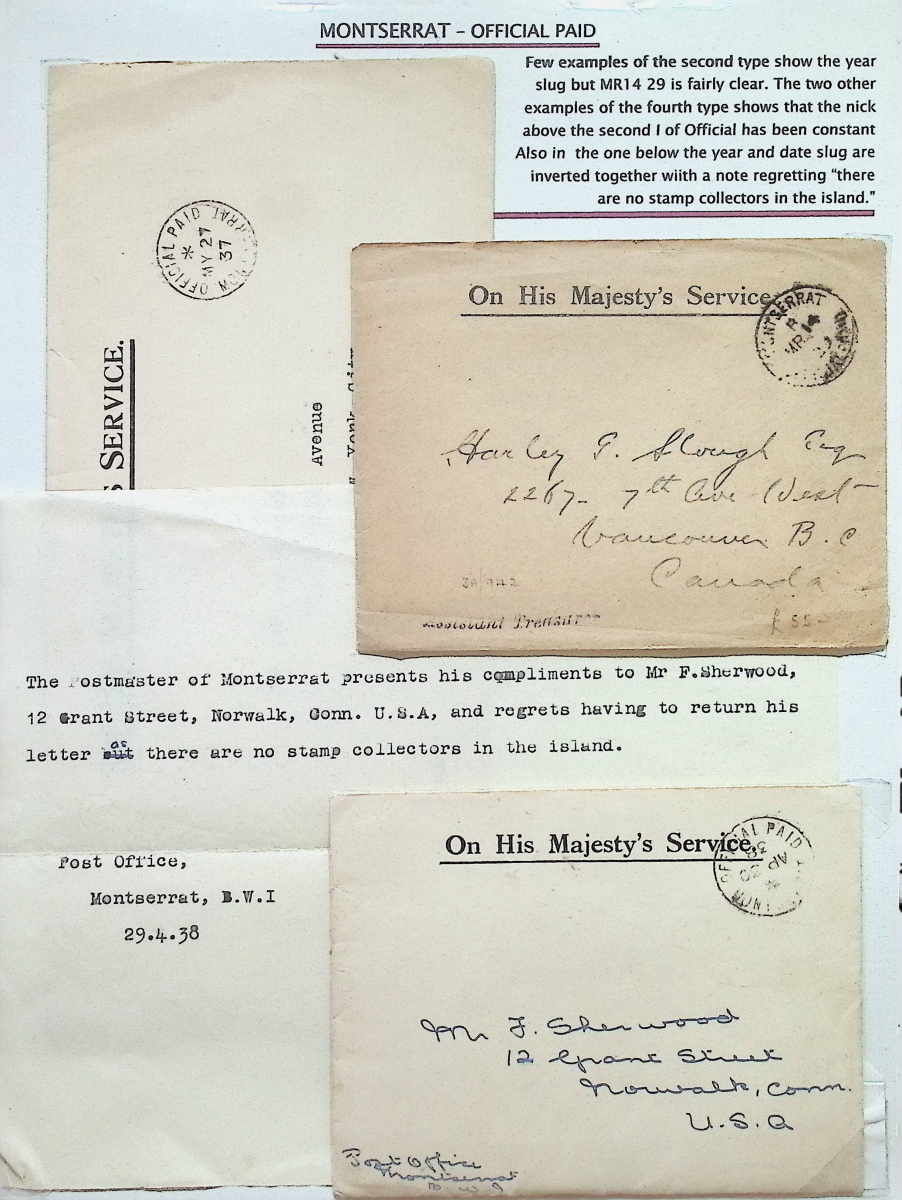 MONTSERRAT – OFFICIAL PAID
Few examples of the second type show the year
slug but MR14 29 is fairly clear. The two other
examples of the fourth type shows that the nick
above the second I of Official has been constant
Also in the one below the year and date slug are
inverted together wiith a note regretting “there
are no stamp collectors in the island.”
OFFICIAL PAID
MY 27
37
SERVICE.
Avenue
On His Majesty's Service
MONTSERRAT
MR 14
Harley T. Slough Esq
2267- 7th Ave West
Vancouver B.C
Canada
30/942
£55
Assistant Treasurer
The Postmaster of Montserrat presents his compliments to Mr F.Sherwood,
12 Grant Street, Norwalk, Conn. U.S.A, and regrets having to return his
letter as there are no stamp collectors in the island.
Post Office,
Montserrat, B.W.I
29.4.38
On His Majesty's Service.
OFFICIAL PAID
AP 30
38
Mr F. Sherwood
12 Grant Street
Norwalk, Conn.
U.S.A
Post Office
Montserrat
B.W.I